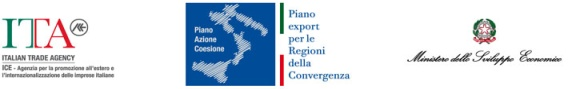 ITA
ITALIAN TRADE AGENCY
ICE - Agenzia per la promozione all'estero e
l'internazionalizzazione delle imprese italiane
Piano
Azione
Coesione
Piano
export
per le
Regioni
della
Convergenza
Ministero dello Sviluppo Economico